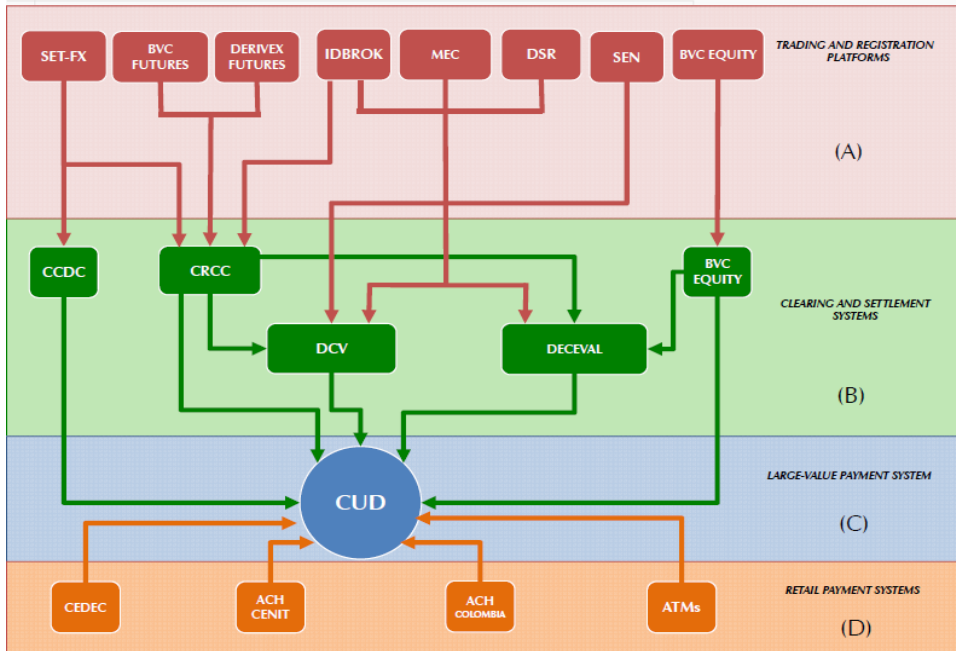 SET-FX
BVC
FUTURES
DERIVEX
FUTURES
IDBROK
MEC
DSR
SEN
BVC EQUITY
TRADING AND REGISTRATION
PLATFORMS
(A)
CCDC
CRCC
BVC
EQUITY
CLEARING AND SETTLEMENT
SYSTEMS
DCV
DECEVAL
(B)
LARGE-VALUE PAYMENT SYSTEM
CUD
(C)
RETAIL PAYMENT SYSTEMS
CEDEC
ACH
CENIT
ACH
COLOMBIA
ATMs
(D)